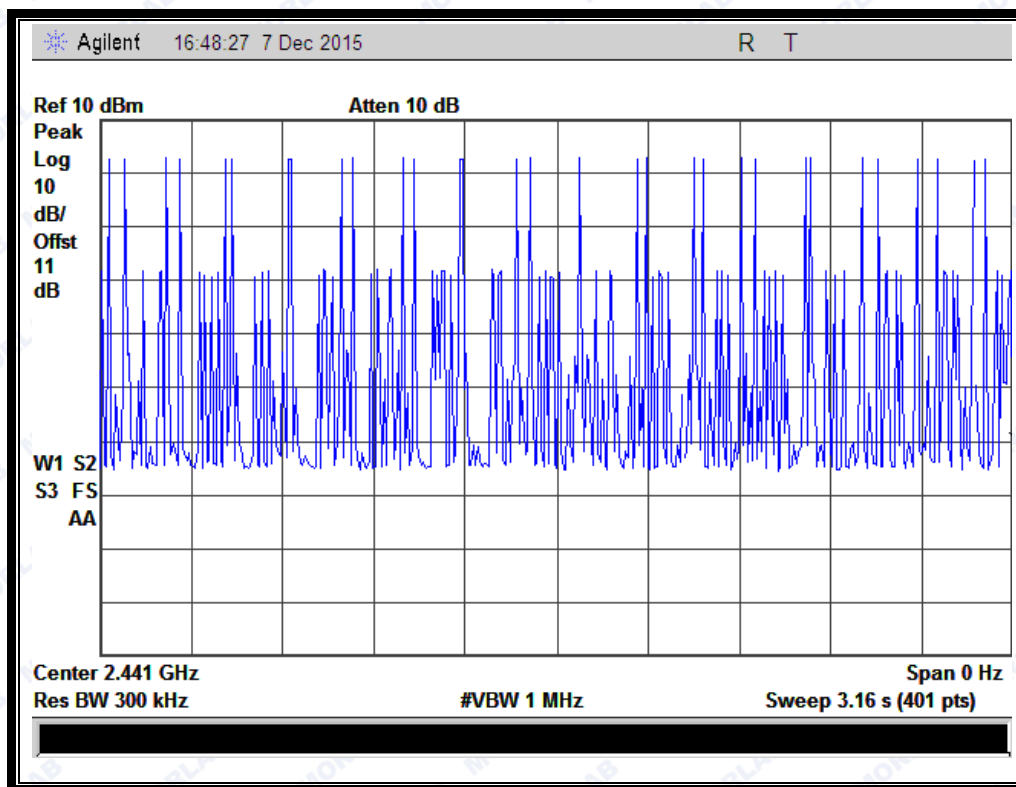 Agilent 16:48:27 7 Dec 2015 R T
Ref 10 dBm Atten 10 dB
Peak
Log
10
dB/
Offst
11
dB
W1 S2
S3 FS
AA
Center 2.441 GHz Span 0 Hz
Res BW 300 kHz #VBW 1 MHz Sweep 3.16 s (401 pts)